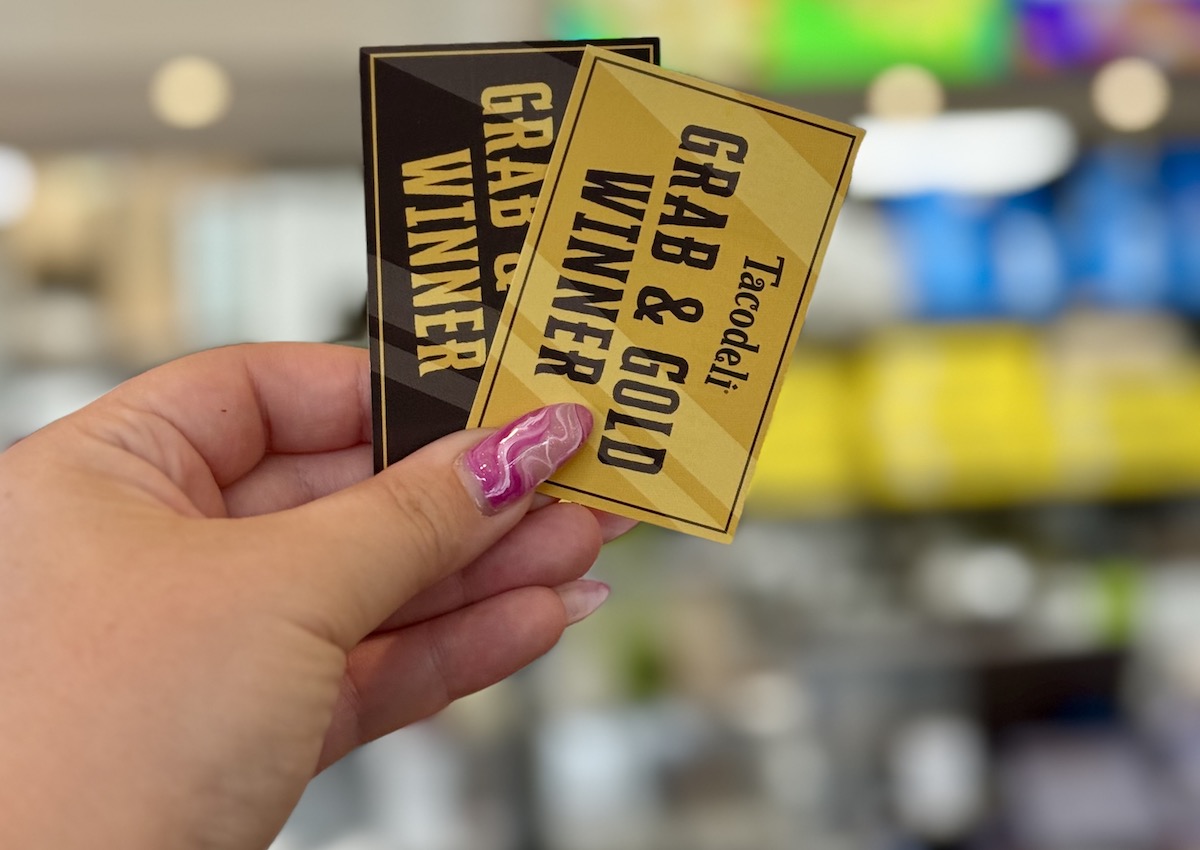 Tacodeli
GRAB & GOLD
WINNER
GRAB &
WINNER